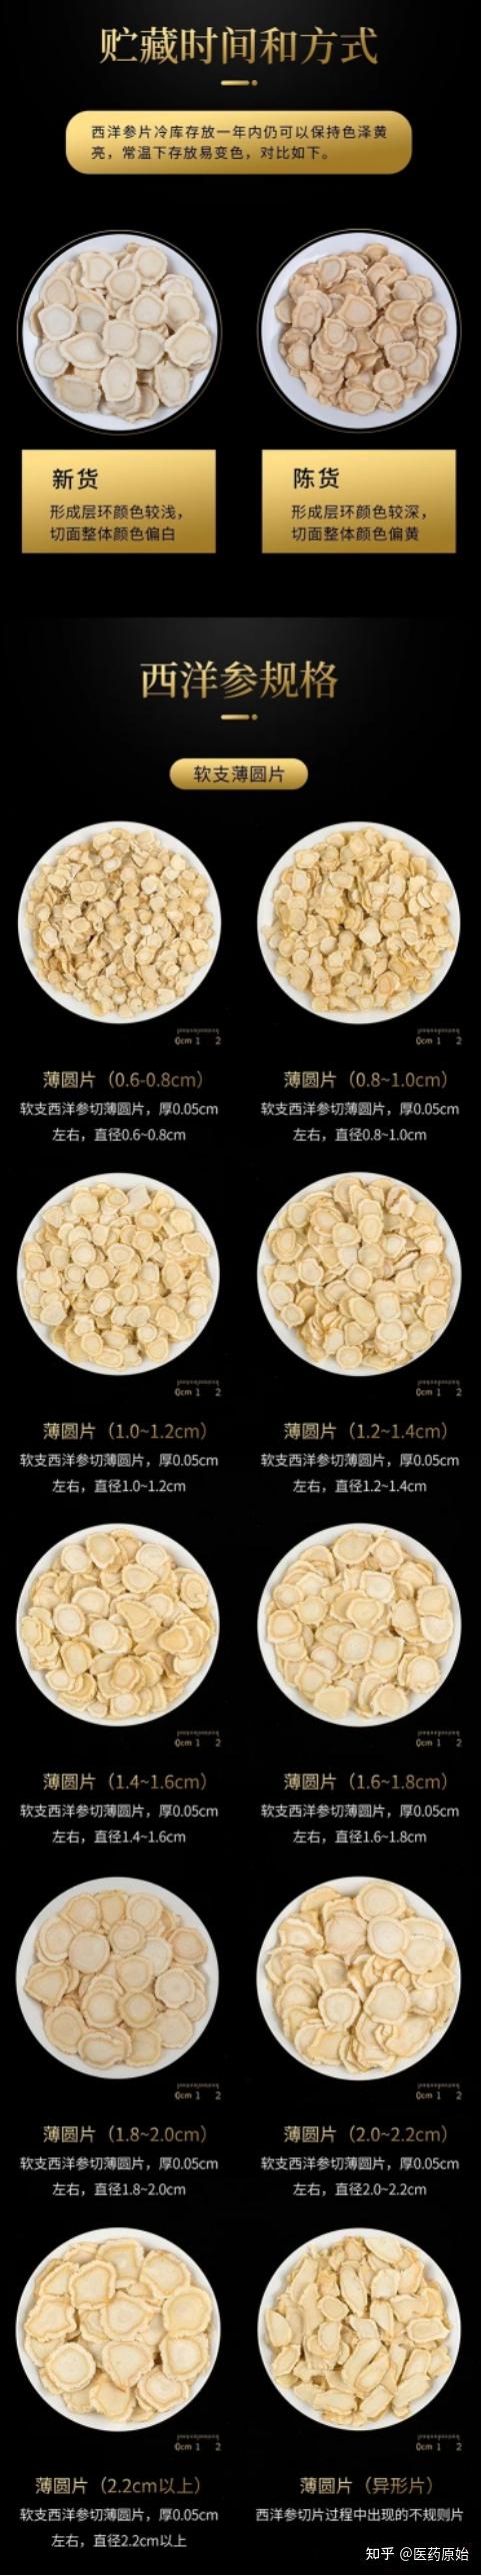 贮藏时间和方式
西洋参片冷库存放一年内仍可以保持色泽黄
亮，常温下存放易变色，对比如下。
新货
形成层环颜色较浅，
切面整体颜色偏白
陈货
形成层环颜色较深，
切面整体颜色偏黄
西洋参规格
软支薄圆片
0cm 1 2
薄圆片（0.6-0.8cm）
软支西洋参切薄圆片，厚0.05cm
左右，直径0.6~0.8cm
0cm 1 2
薄圆片（0.8~1.0cm）
软支西洋参切薄圆片，厚0.05cm
左右，直径0.8~1.0cm
0cm 1 2
薄圆片（1.0~1.2cm）
软支西洋参切薄圆片，厚0.05cm
左右，直径1.0~1.2cm
0cm 1 2
薄圆片（1.2~1.4cm）
软支西洋参切薄圆片，厚0.05cm
左右，直径1.2~1.4cm
0cm 1 2
薄圆片（1.4~1.6cm）
软支西洋参切薄圆片，厚0.05cm
左右，直径1.4~1.6cm
0cm 1 2
薄圆片（1.6~1.8cm）
软支西洋参切薄圆片，厚0.05cm
左右，直径1.6~1.8cm
0cm 1 2
薄圆片（1.8~2.0cm）
软支西洋参切薄圆片，厚0.05cm
左右，直径1.8~2.0cm
0cm 1 2
薄圆片（2.0~2.2cm）
软支西洋参切薄圆片，厚0.05cm
左右，直径2.0~2.2cm
0cm 1 2
薄圆片（2.2cm以上）
软支西洋参切薄圆片，厚0.05cm
左右，直径2.2cm以上
0cm 1 2
薄圆片（异形片）
西洋参切片过程中出现的不规则片
知乎 @医药原始